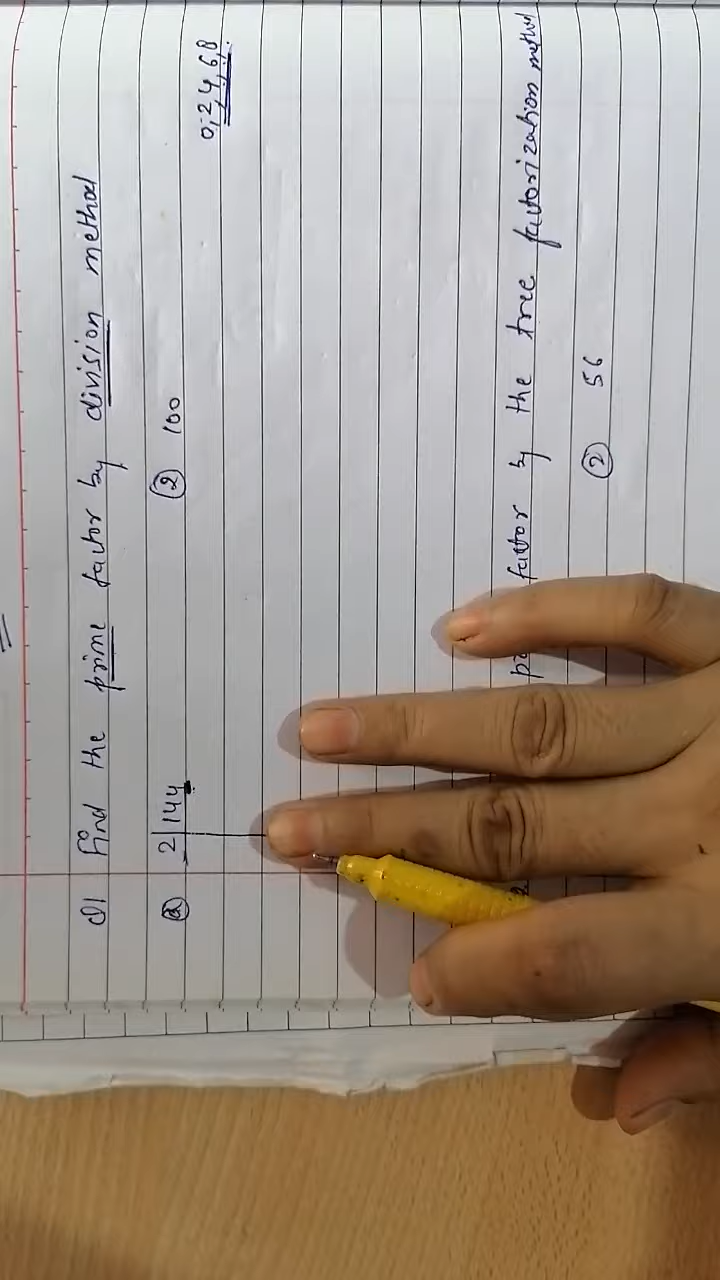 Q1 Find the prime factor by division method
(a) 2 144 (2) 100
0, 2, 4, 6, 8
factor by the tree factorization method
(2) 56